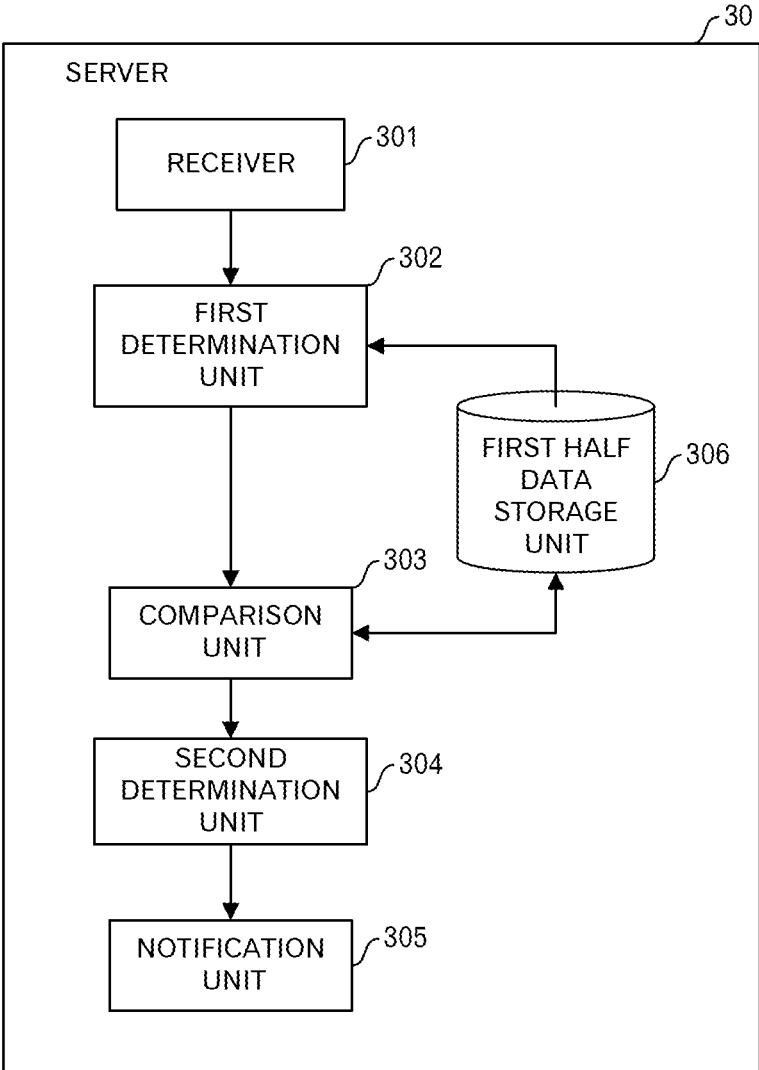 30
SERVER
RECEIVER
301
302
FIRST
DETERMINATION
UNIT
FIRST HALF
DATA
STORAGE
UNIT
306
303
COMPARISON
UNIT
SECOND
DETERMINATION
UNIT
304
NOTIFICATION
UNIT
305